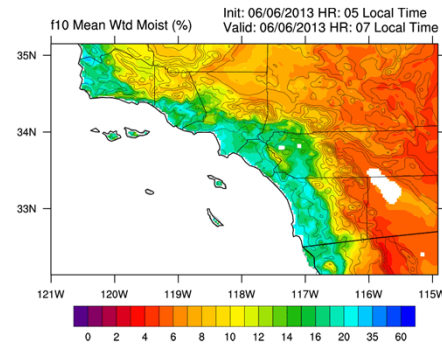 Init: 06/06/2013 HR: 05 Local Time
f10 Mean Wtd Moist (%)
Valid: 06/06/2013 HR: 07 Local Time
35N
34N
33N
121W 120W 119W 118W 117W 116W 115W
0 2 4 6 8 10 12 14 16 20 35 60